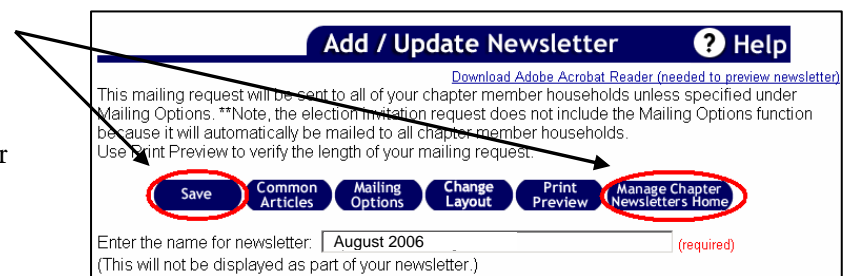 Add / Update Newsletter ? Help
Download Adobe Acrobat Reader (needed to preview newsletter)
This mailing request will be sent to all of your chapter member households unless specified under
Mailing Options. **Note, the election invitation request does not include the Mailing Options function
because it will automatically be mailed to all chapter member households.
Use Print Preview to verify the length of your mailing request.
r
Save Common Articles Mailing Options Change Layout Print Preview Manage Chapter Newsletters Home
Enter the name for newsletter: August 2006 (required)
(This will not be displayed as part of your newsletter.)